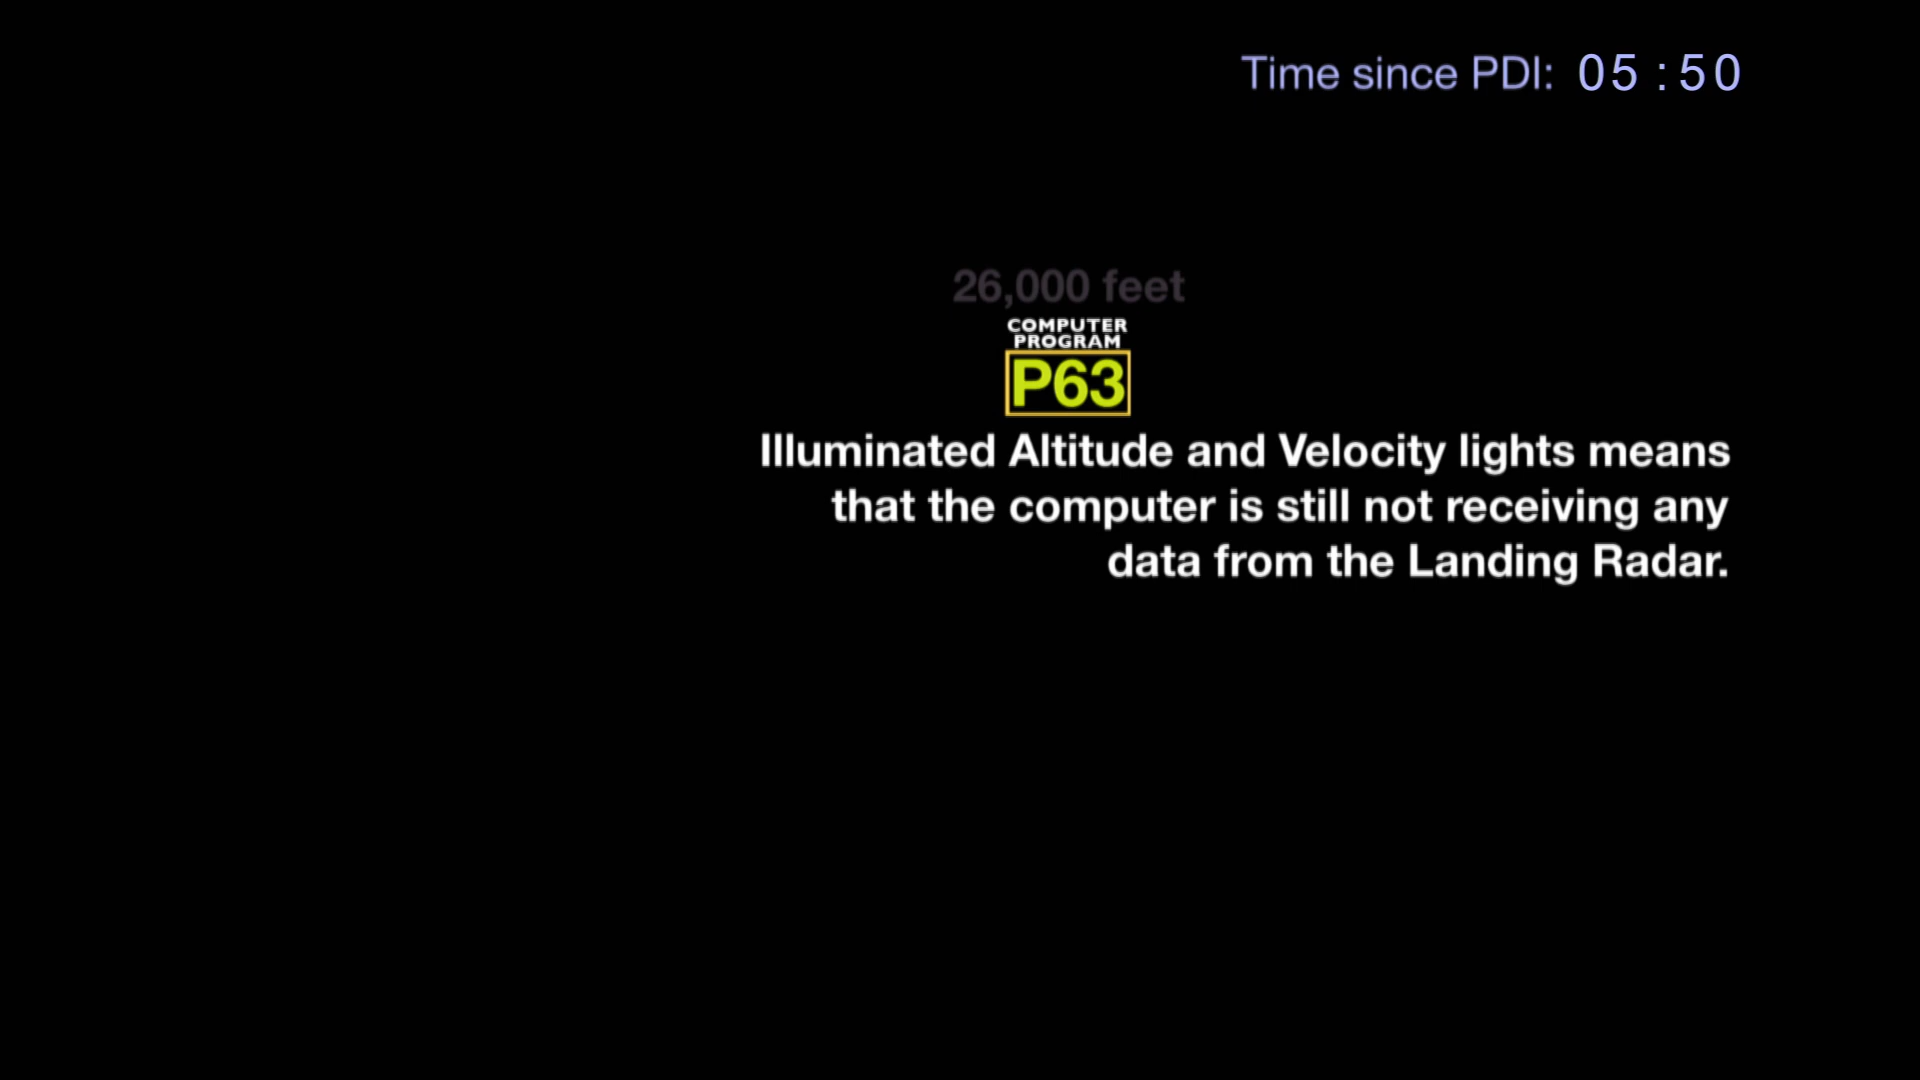 Time since PDI: 05:50
26,000 feet
COMPUTER
PROGRAM
P63
Illuminated Altitude and Velocity lights means
that the computer is still not receiving any
data from the Landing Radar.